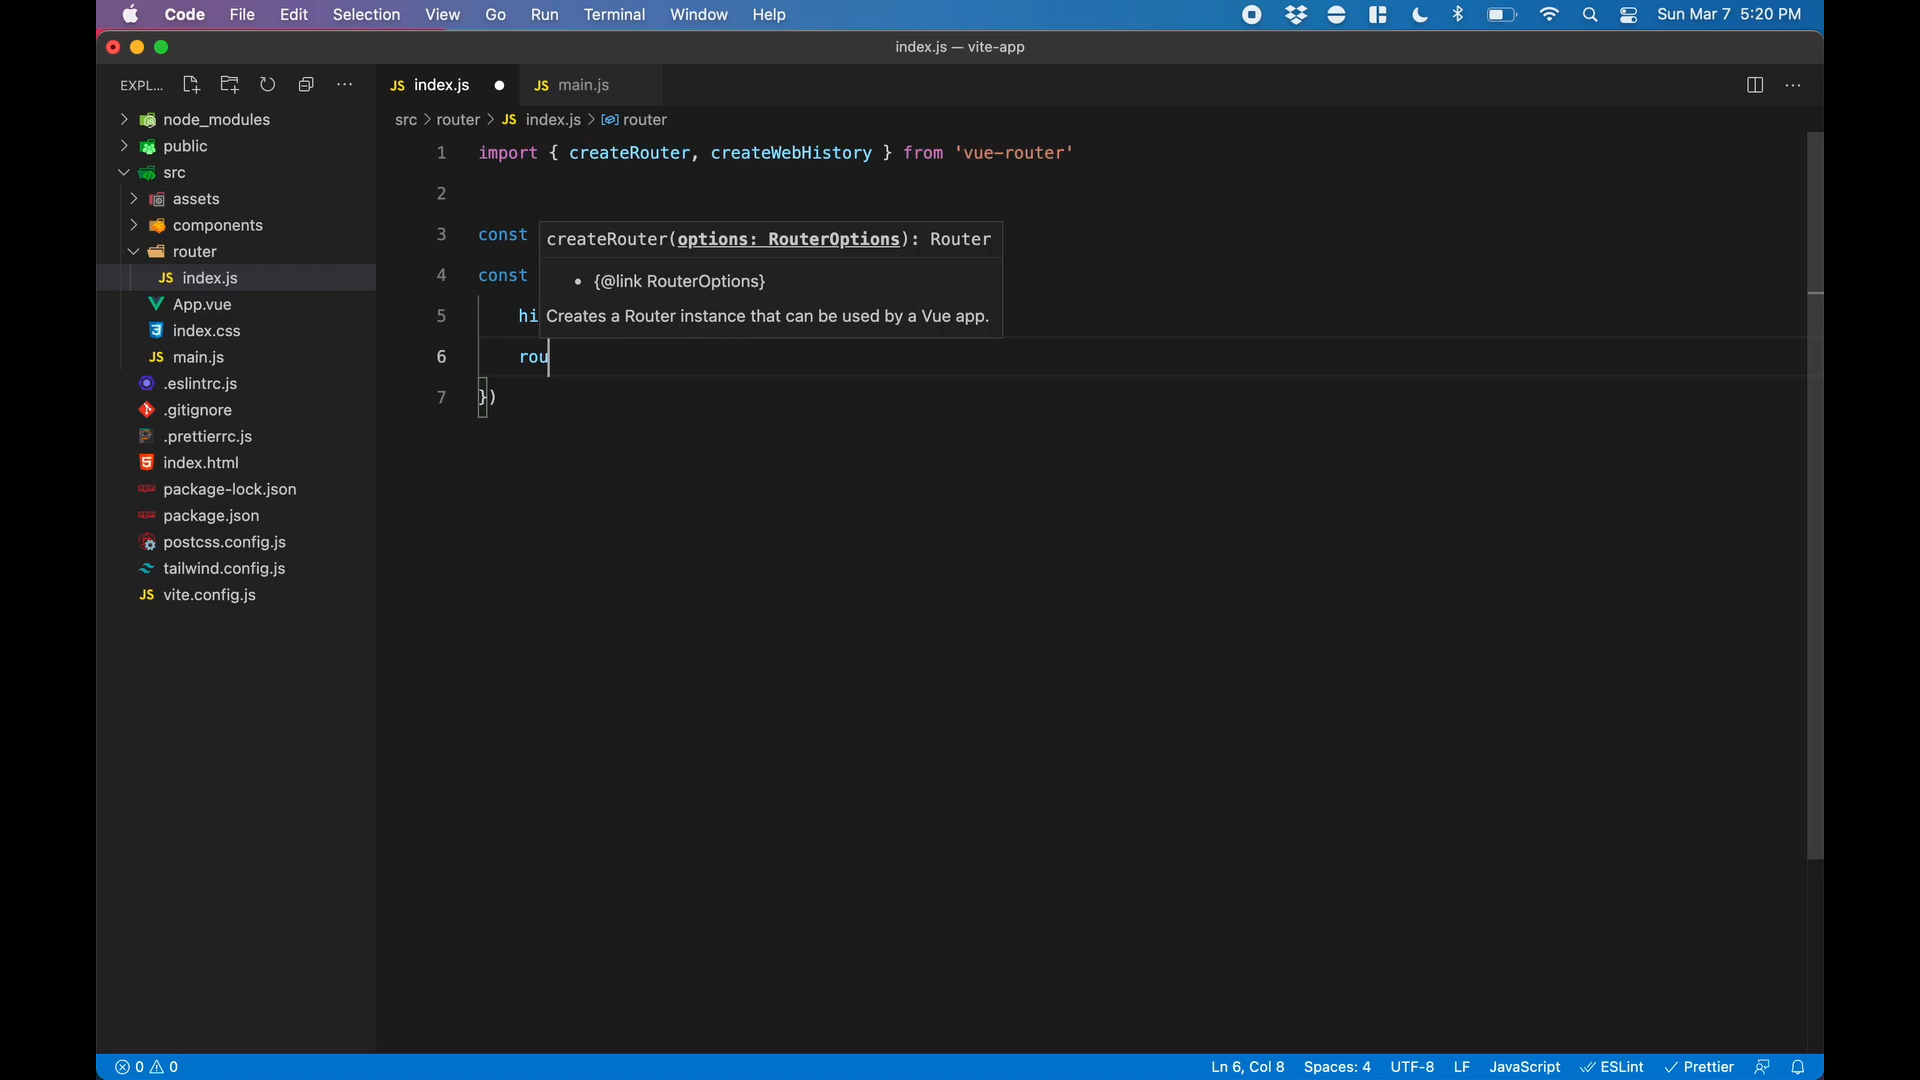 Code File Edit Selection View Go Run Terminal Window Help Sun Mar 7 5:20 PM
index.js — vite-app
EXPL... JS index.js JS main.js
src > router > JS index.js > router
node_modules
public
src
assets
components
router
JS index.js
App.vue
index.css
JS main.js
.eslintrc.js
.gitignore
.prettierrc.js
index.html
package-lock.json
package.json
postcss.config.js
tailwind.config.js
JS vite.config.js
1 import { createRouter, createWebHistory } from 'vue-router'
2
3 const
4 const
5 hi
6 rou
7 })
createRouter(options: RouterOptions): Router
• {@link RouterOptions}
Creates a Router instance that can be used by a Vue app.
0 0 Ln 6, Col 8 Spaces: 4 UTF-8 LF JavaScript ESLint Prettier